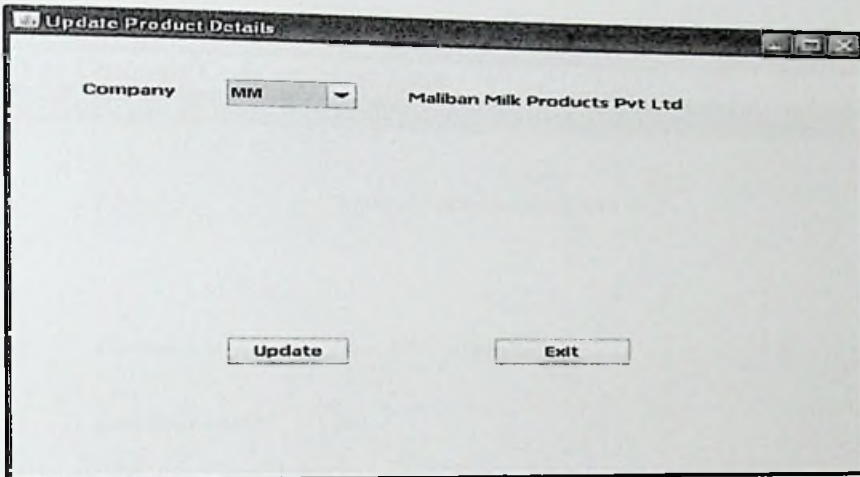 Update Product Details
Company MM Maliban Milk Products Pvt Ltd
Update Exit